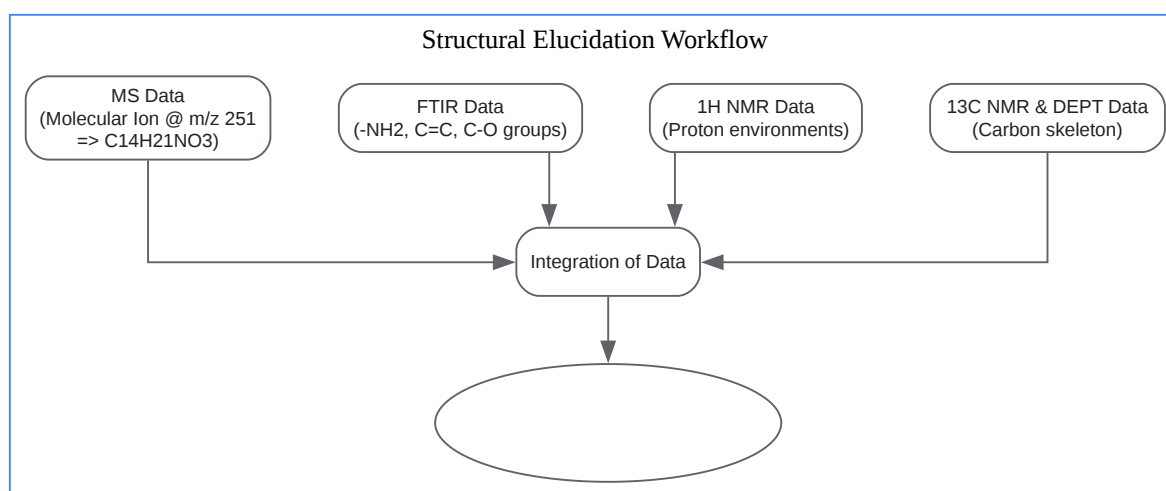 Structural Elucidation Workflow
MS Data
(Molecular Ion @ m/z 251
=> C14H21NO3)
FTIR Data
(-NH2, C=C, C-O groups)
1H NMR Data
(Proton environments)
13C NMR & DEPT Data
(Carbon skeleton)
Integration of Data